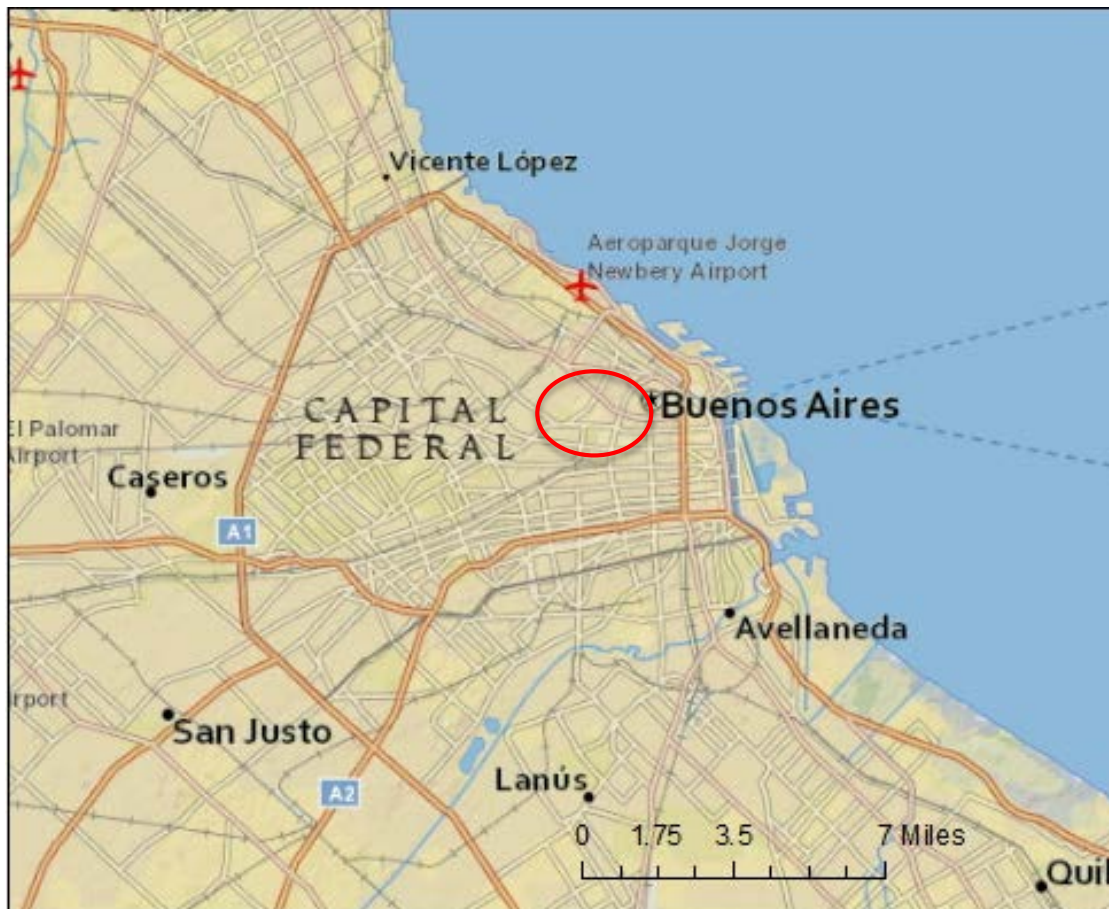 Vicente López
Aeroparque Jorge
Newbery Airport
CAPITAL
FEDERAL
Buenos Aires
El Palomar
Airport
Caseros
A1
Avellaneda
San Justo
A2
Lanús
0 1.75 3.5 7 Miles
Quil